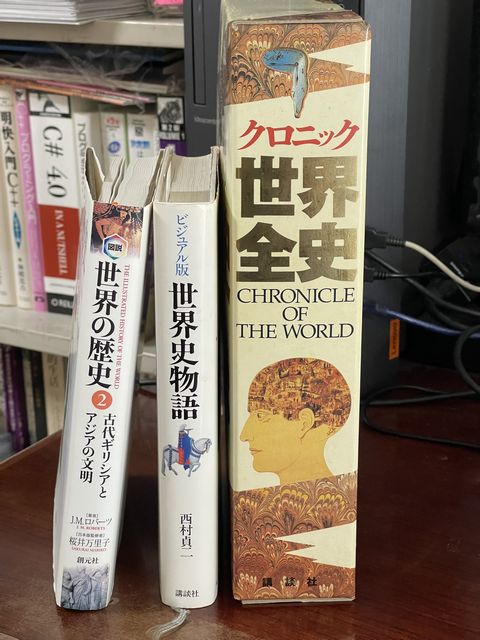 図説
世界の歴史
2
THE ILLUSTRATED HISTORY OF THE WORLD
古代ギリシアと
アジアの文明
J.M.ロバーツ
J. M. ROBERTS
桜井万里子
SAKURAI MARIKO
創元社
ビジュアル版
世界史物語
西村貞二
講談社
クロニック
世界
全史
CHRONICLE
OF
THE WORLD
講談社
明快入門
C++
C# 4.0
IN A NUTSHELL
O'REILLY